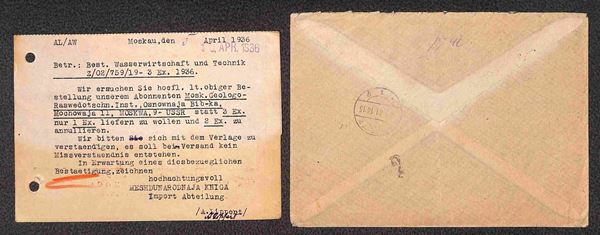 AL/AW Moskau,den April 1936
APR. 1936
Betr.: Best. Wasserwirtschaft und Technik
Z/OZ/759/19- 3 Ex. 1936.
Wir ersuchen Sie hoefl. lt.obiger Be-
stellung unserem Abonnenten Mosk.Geologo-
Raswedotschn.Inst.,Osnownaja Bib-ka,
Mochowaja 11, MOSKWA,9- USSR statt 3 Ex.
nur 1 Ex. liefern zu wollen und 2 Ex. zu
annullieren.
Wir bitten Sie sich mit dem Verlage zu
verstaendigen, es soll bei Versand kein
Missverstaendnis entstehen.
In Erwartung eines diesbezueglichen
Bestaetigung,zeichnen
hochachtungsvoll
MESHDUNARODNAJA KNIGA
Import Abteilung.